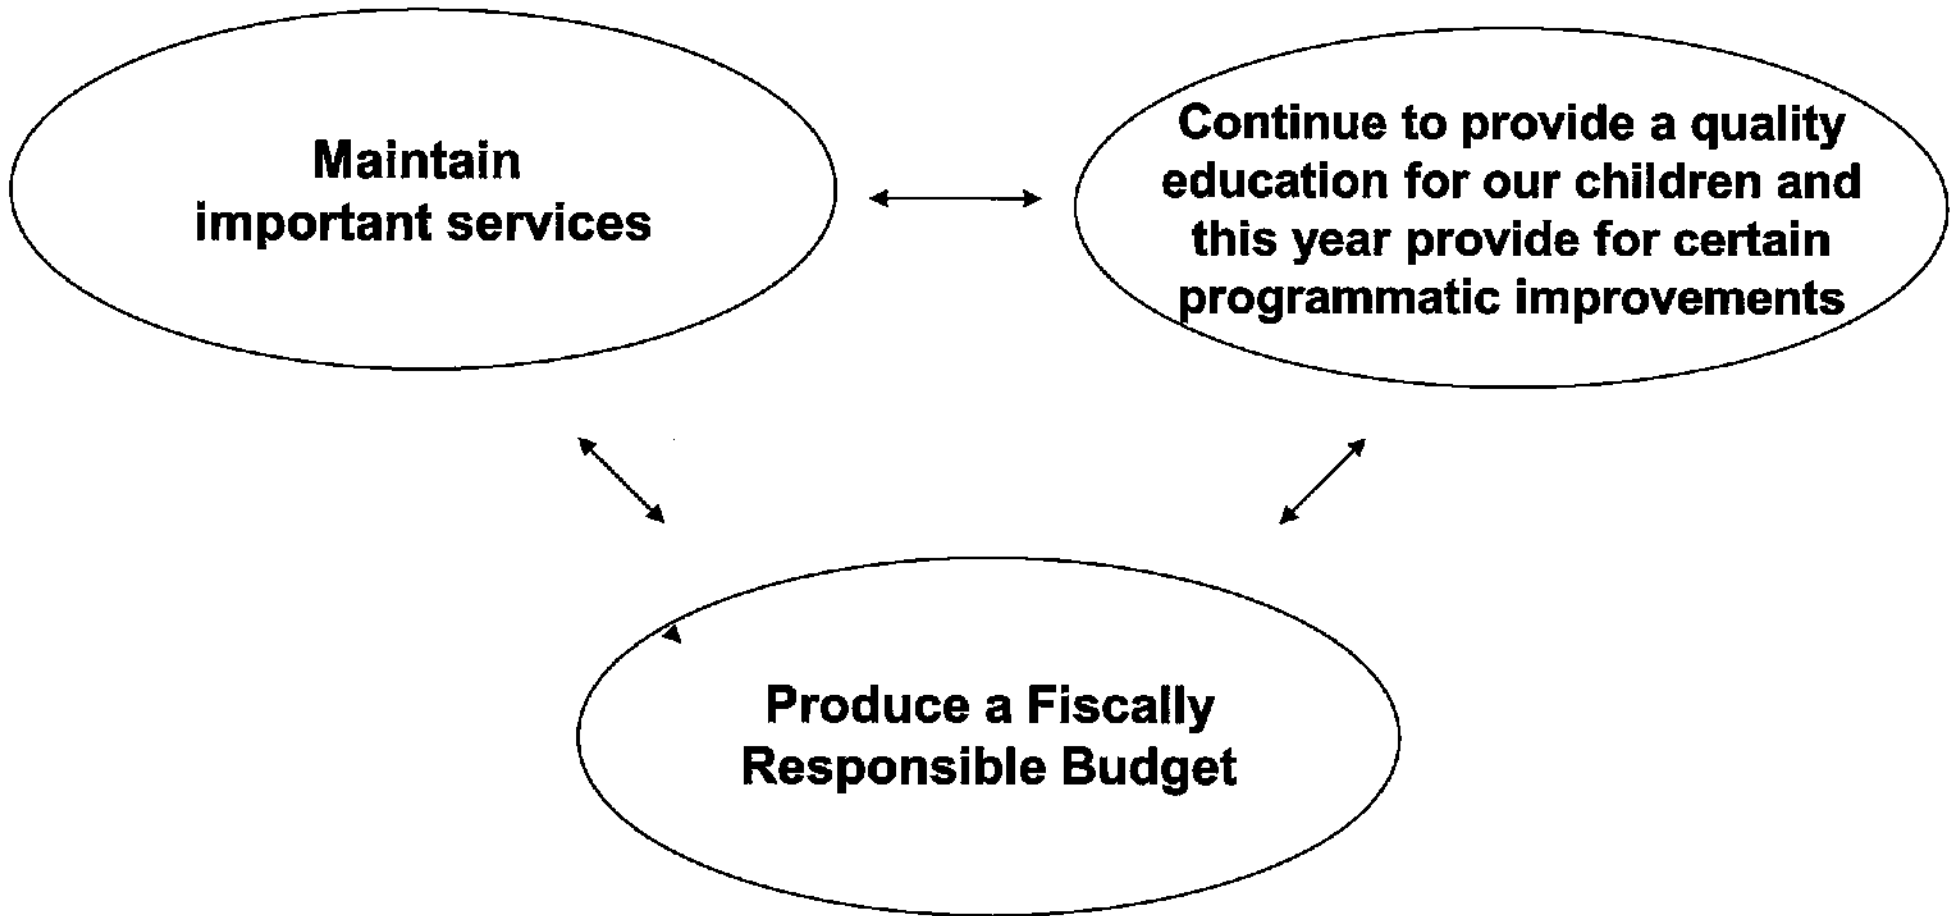 Maintain
important services
Continue to provide a quality
education for our children and
this year provide for certain
programmatic improvements
Produce a Fiscally
Responsible Budget